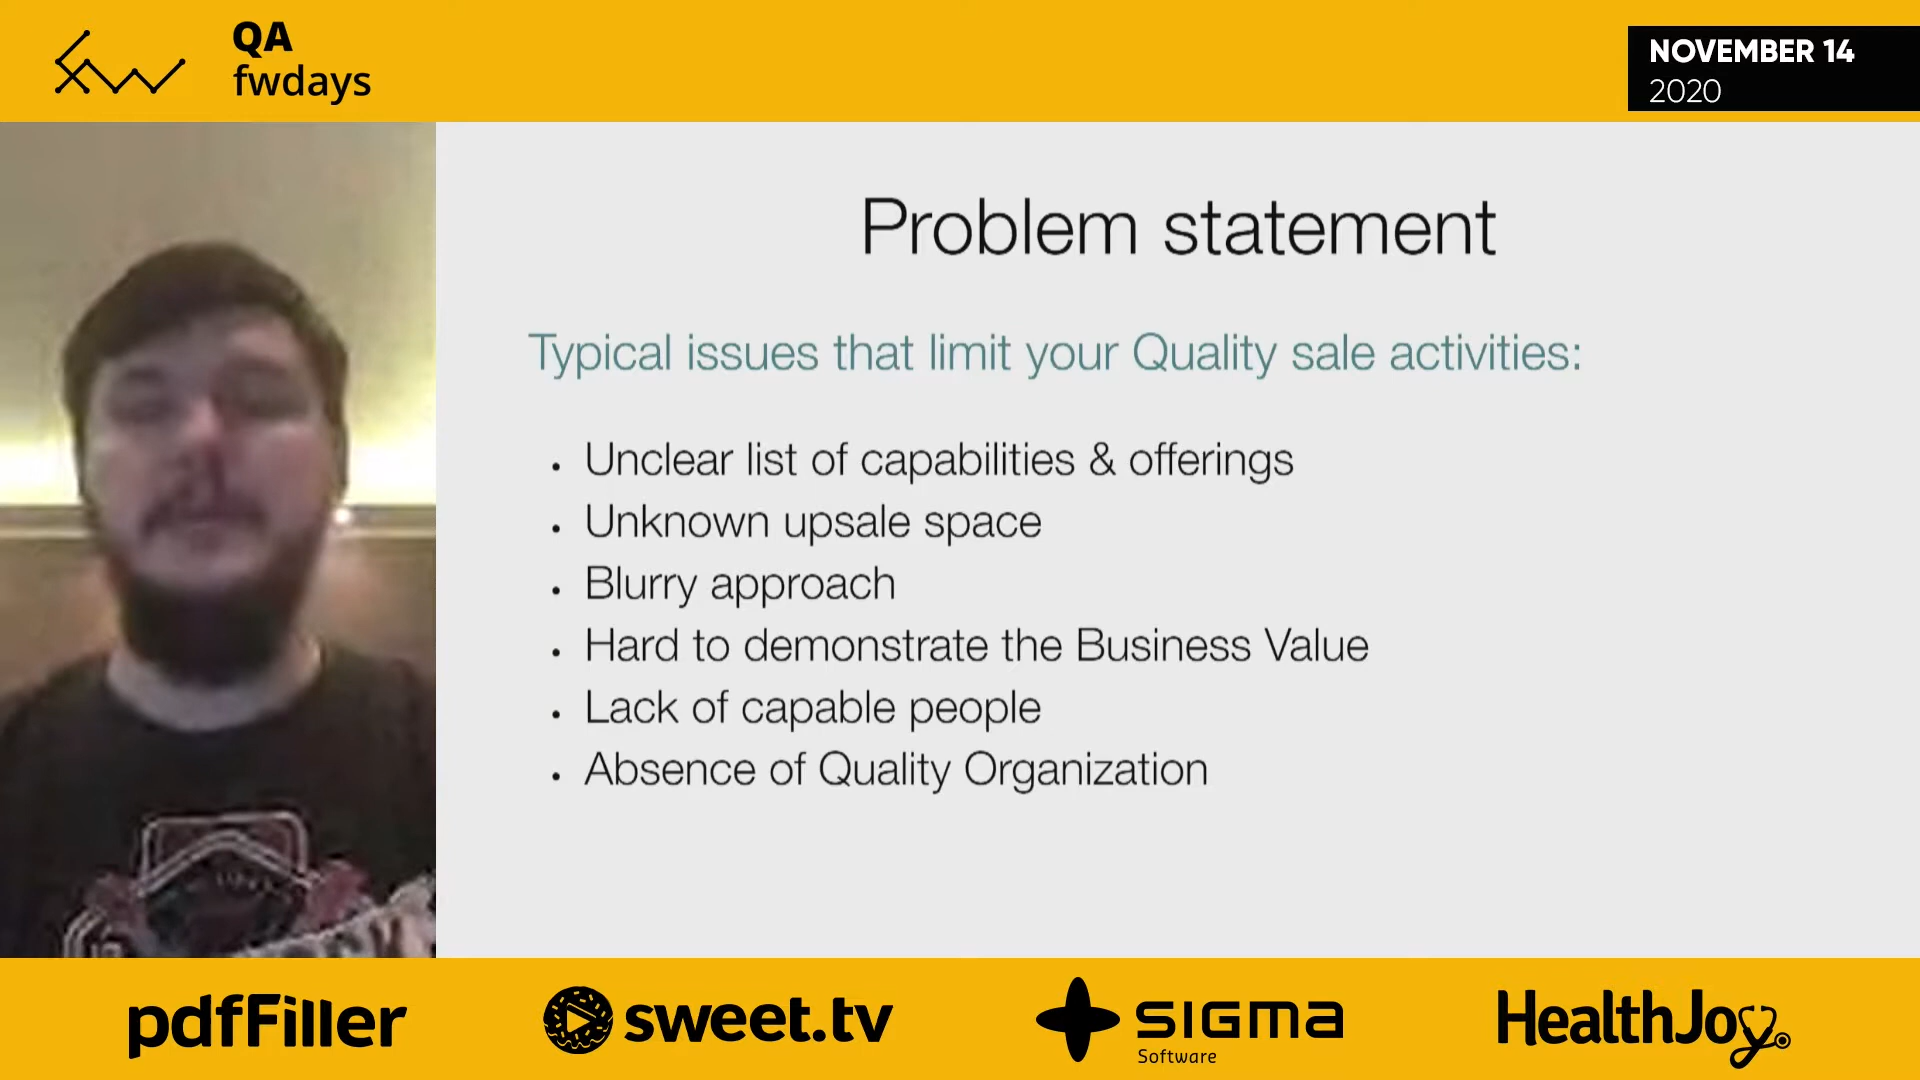 QA
fwdays
NOVEMBER 14
2020
Problem statement
Typical issues that limit your Quality sale activities:
• Unclear list of capabilities & offerings
• Unknown upsale space
• Blurry approach
• Hard to demonstrate the Business Value
• Lack of capable people
• Absence of Quality Organization
pdfFiller
sweet.tv
SIGMA
Software
HealthJoy